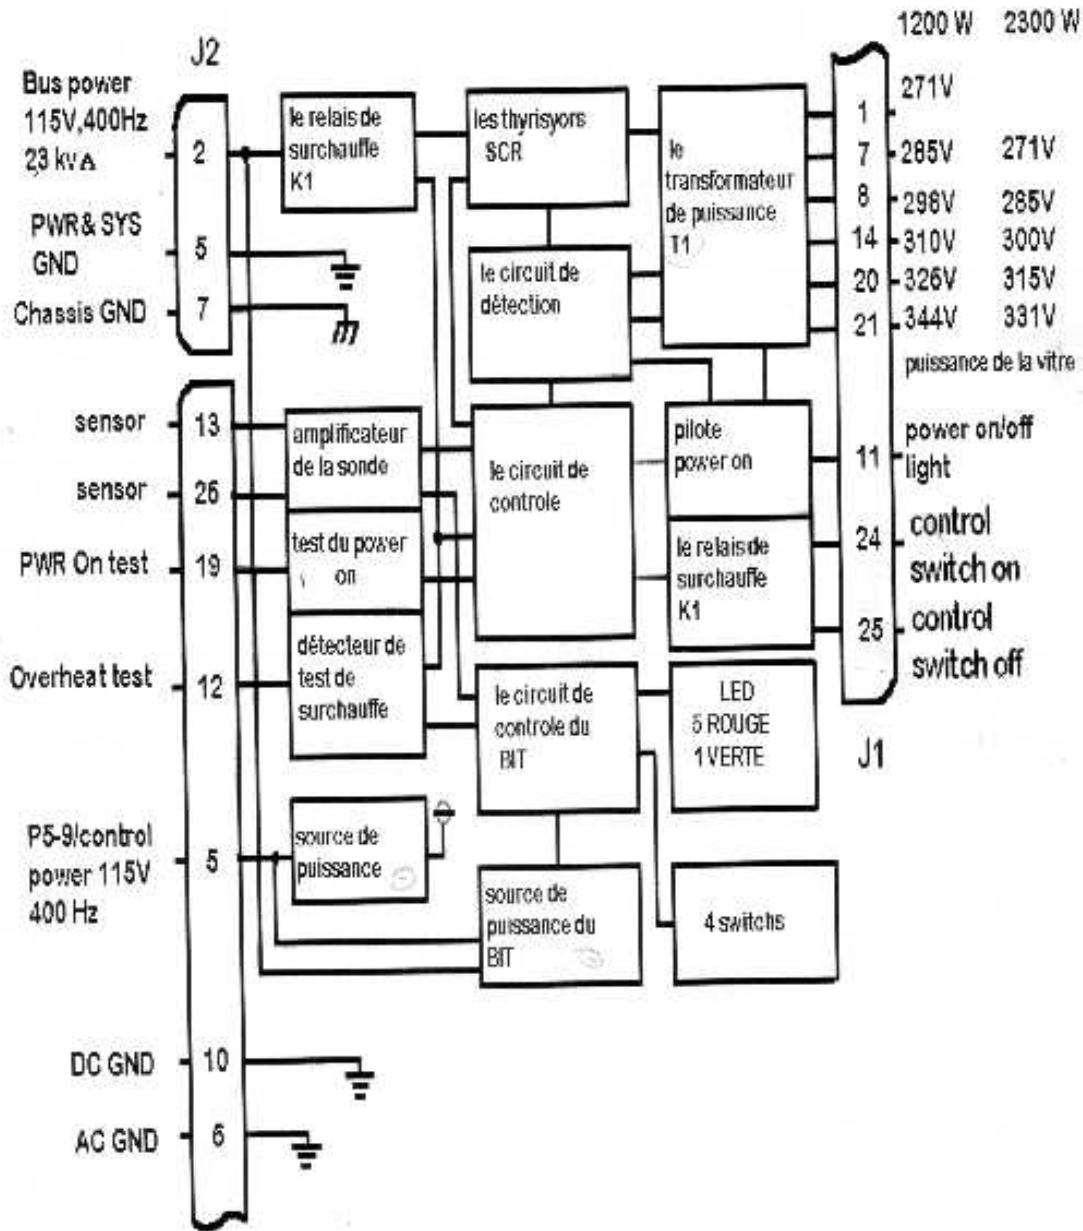 1200 W 2300 W
J2
Bus power
115V,400Hz
23 kvA
2
PWR & SYS
GND
5
Chassis GND
7
le relais de
surchauffe
K1
les thyrisyors
SCR
le
transformateur
de puissance
T1
le circuit de
détection
1
271V
7
285V 271V
8
298V 285V
14
310V 300V
20
326V 315V
21
344V 331V
puissance de la vitre
sensor
13
sensor
26
PWR On test
19
Overheat test
12
amplificateur
de la sonde
test du power
on
détecteur de
test de
surchauffe
le circuit de
controle
pilote
power on
le relais de
surchauffe
K1
11
power on/off
light
24
control
switch on
25
control
switch off
J1
le circuit de
controle du
BIT
LED
5 ROUGE
1 VERTE
P5-9/control
power 115V
400 Hz
5
source de
puissance
source de
puissance du
BIT
4 switchs
DC GND
10
AC GND
6